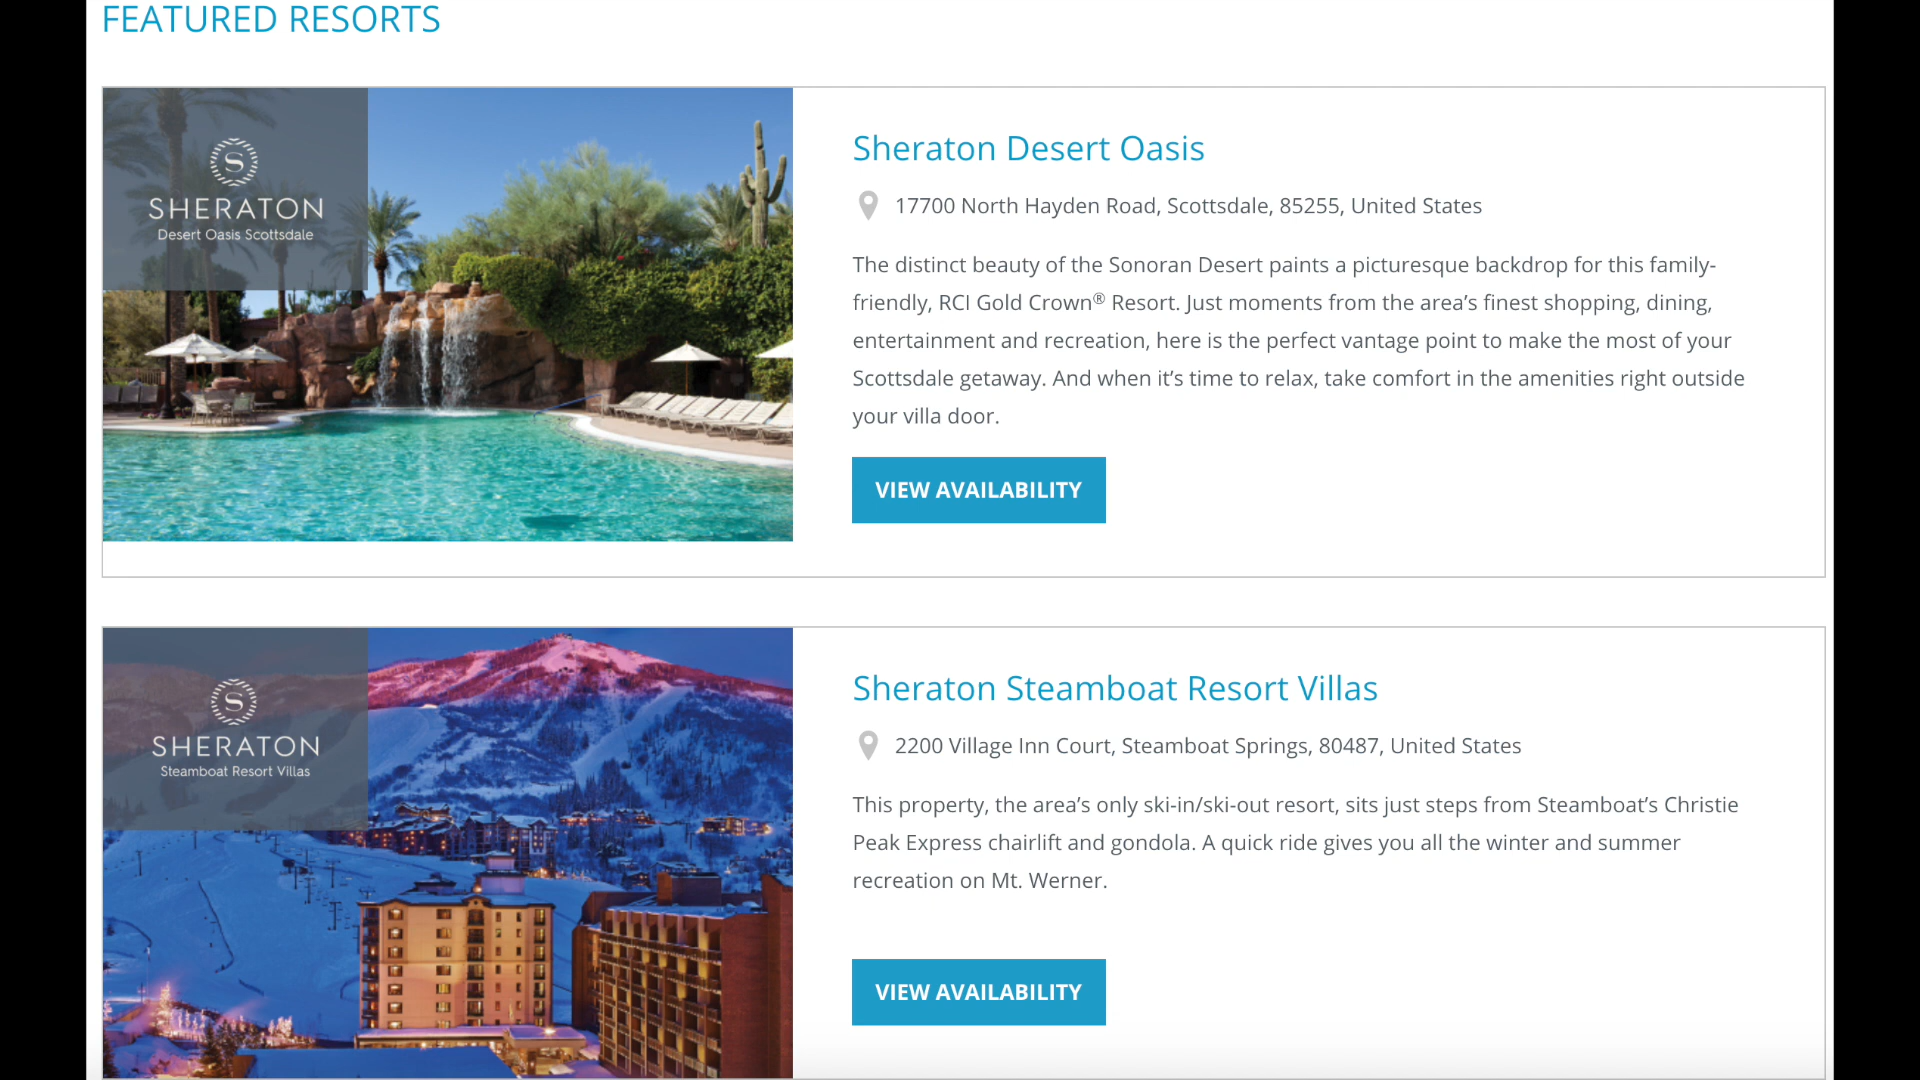 FEATURED RESORTS
S
SHERATON
Desert Oasis Scottsdale
Sheraton Desert Oasis
17700 North Hayden Road, Scottsdale, 85255, United States
The distinct beauty of the Sonoran Desert paints a picturesque backdrop for this family-
friendly, RCI Gold Crown® Resort. Just moments from the area’s finest shopping, dining,
entertainment and recreation, here is the perfect vantage point to make the most of your
Scottsdale getaway. And when it’s time to relax, take comfort in the amenities right outside
your villa door.
VIEW AVAILABILITY
S
SHERATON
Steamboat Resort Villas
Sheraton Steamboat Resort Villas
2200 Village Inn Court, Steamboat Springs, 80487, United States
This property, the area’s only ski-in/ski-out resort, sits just steps from Steamboat’s Christie
Peak Express chairlift and gondola. A quick ride gives you all the winter and summer
recreation on Mt. Werner.
VIEW AVAILABILITY